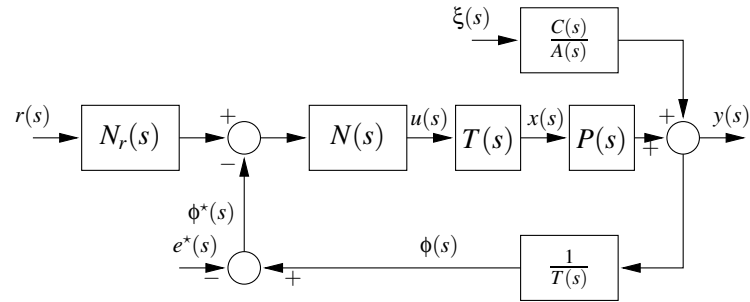 ξ(s)
C(s)
A(s)
r(s)
N_r(s)
+
−
N(s)
u(s)
T(s)
x(s)
P(s)
+
+
y(s)
ϕ*(s)
e*(s)
−
+
ϕ(s)
1
T(s)